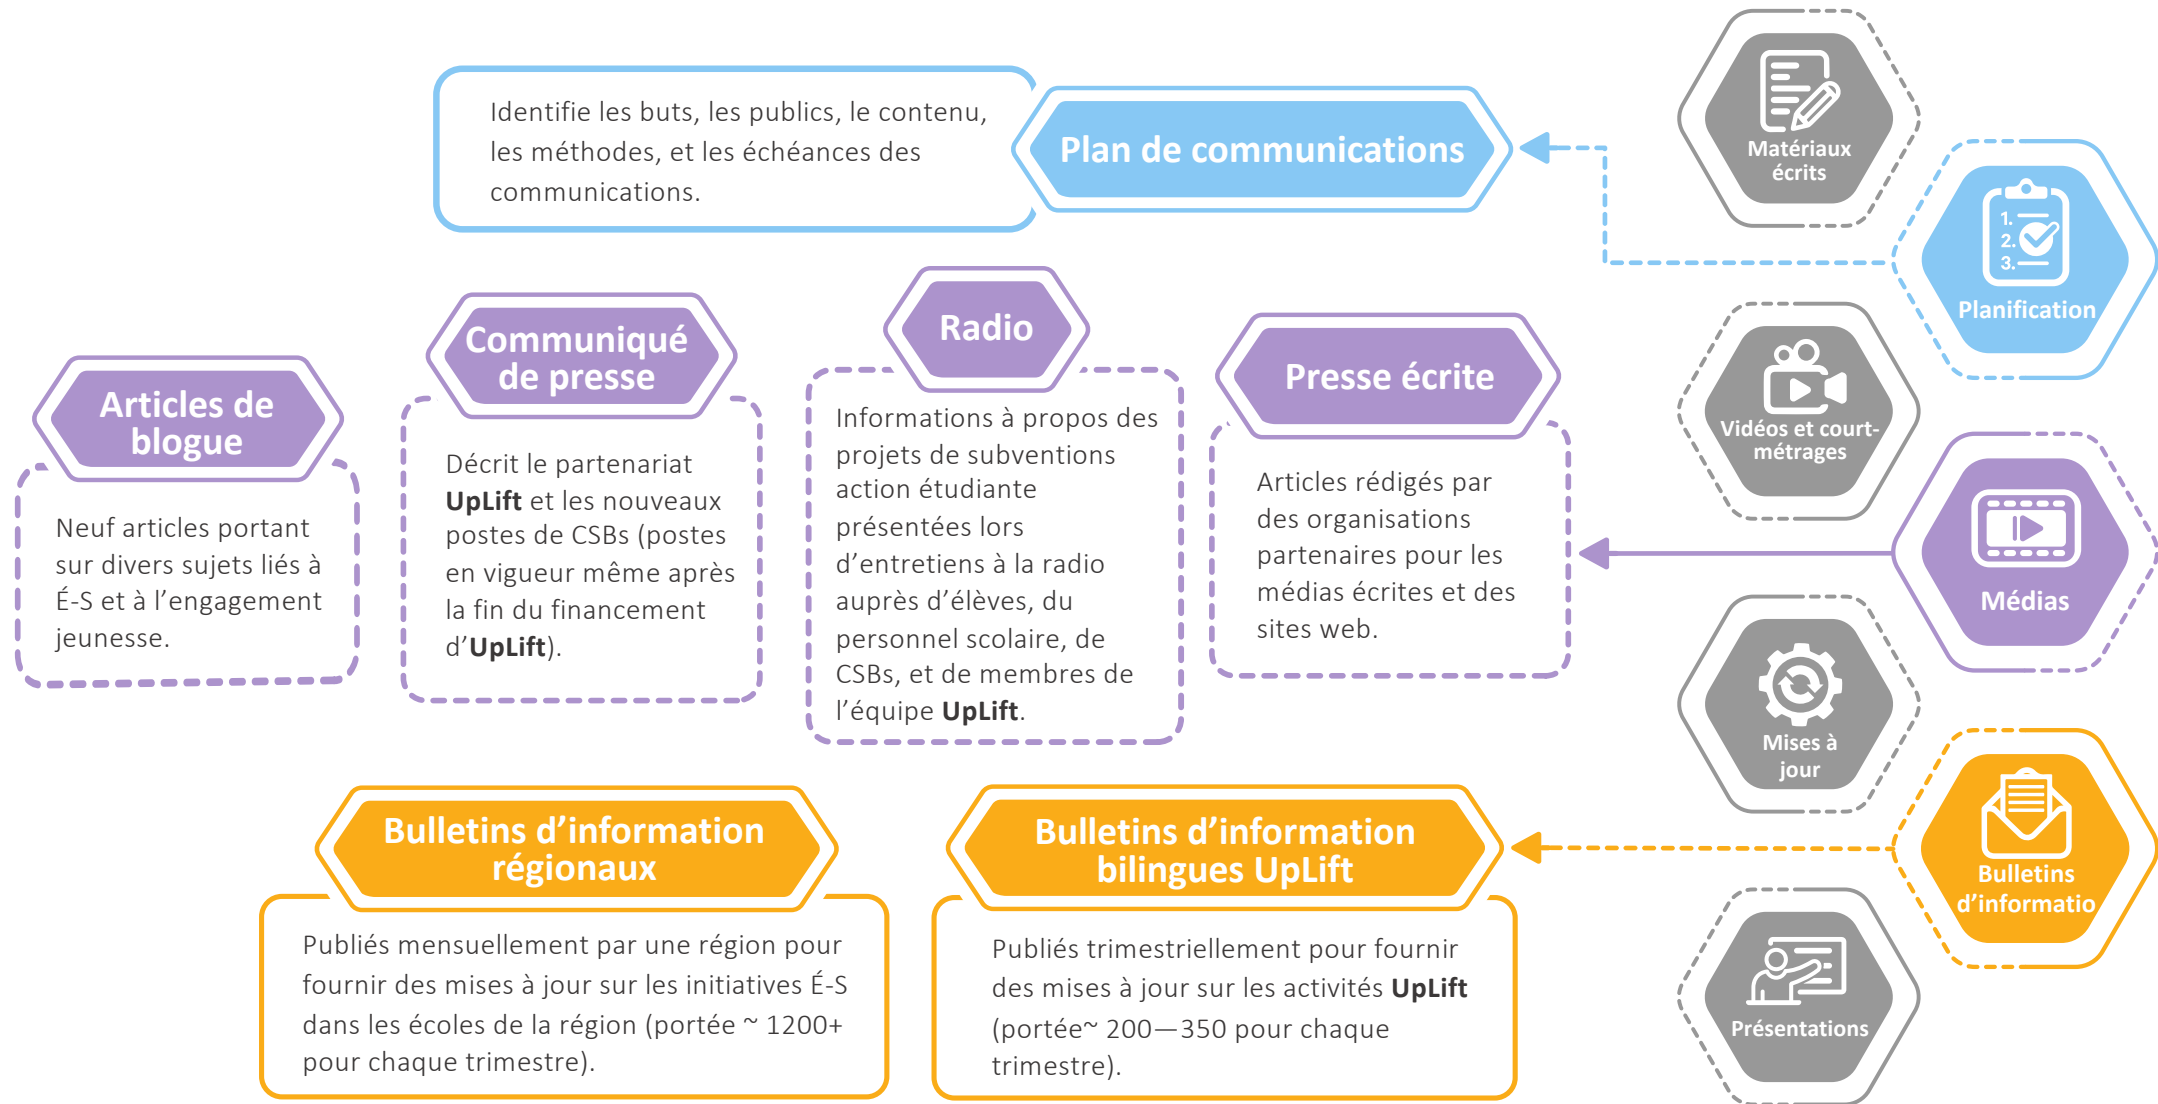 Identifie les buts, les publics, le contenu,
les méthodes, et les échéances des
communications.
Plan de communications
Articles de
blogue
Neuf articles portant
sur divers sujets liés à
É-S et à l’engagement
jeunesse.
Communiqué
de presse
Décrit le partenariat
UpLift et les nouveaux
postes de CSBs (postes
en vigueur même après
la fin du financement
d’UpLift).
Radio
Informations à propos des
projets de subventions
action étudiante
présentées lors
d’entretiens à la radio
auprès d’élèves, du
personnel scolaire, de
CSBs, et de membres de
l’équipe UpLift.
Presse écrite
Articles rédigés par
des organisations
partenaires pour les
médias écrites et des
sites web.
Bulletins d’information
régionaux
Publiés mensuellement par une région pour
fournir des mises à jour sur les initiatives É-S
dans les écoles de la région (portée ~ 1200+
pour chaque trimestre).
Bulletins d’information
bilingues UpLift
Publiés trimestriellement pour fournir
des mises à jour sur les activités UpLift
(portée~ 200—350 pour chaque
trimestre).
Matériaux
écrits
1.
2.
3.
Planification
Vidéos et court-
métrages
Médias
Mises à
jour
Bulletins
d’informatio
Présentations